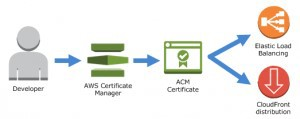 Developer
AWS Certificate
Manager
ACM
Certificate
Elastic Load
Balancing
CloudFront
distribution